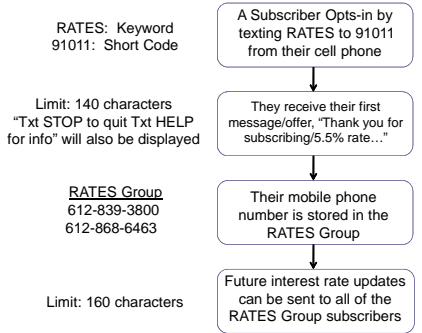 RATES: Keyword
91011: Short Code
A Subscriber Opts-in by
texting RATES to 91011
from their cell phone
Limit: 140 characters
“Txt STOP to quit Txt HELP
for info” will also be displayed
They receive their first
message/offer, “Thank you for
subscribing/5.5% rate…”
RATES Group
612-839-3800
612-868-6463
Their mobile phone
number is stored in the
RATES Group
Limit: 160 characters
Future interest rate updates
can be sent to all of the
RATES Group subscribers